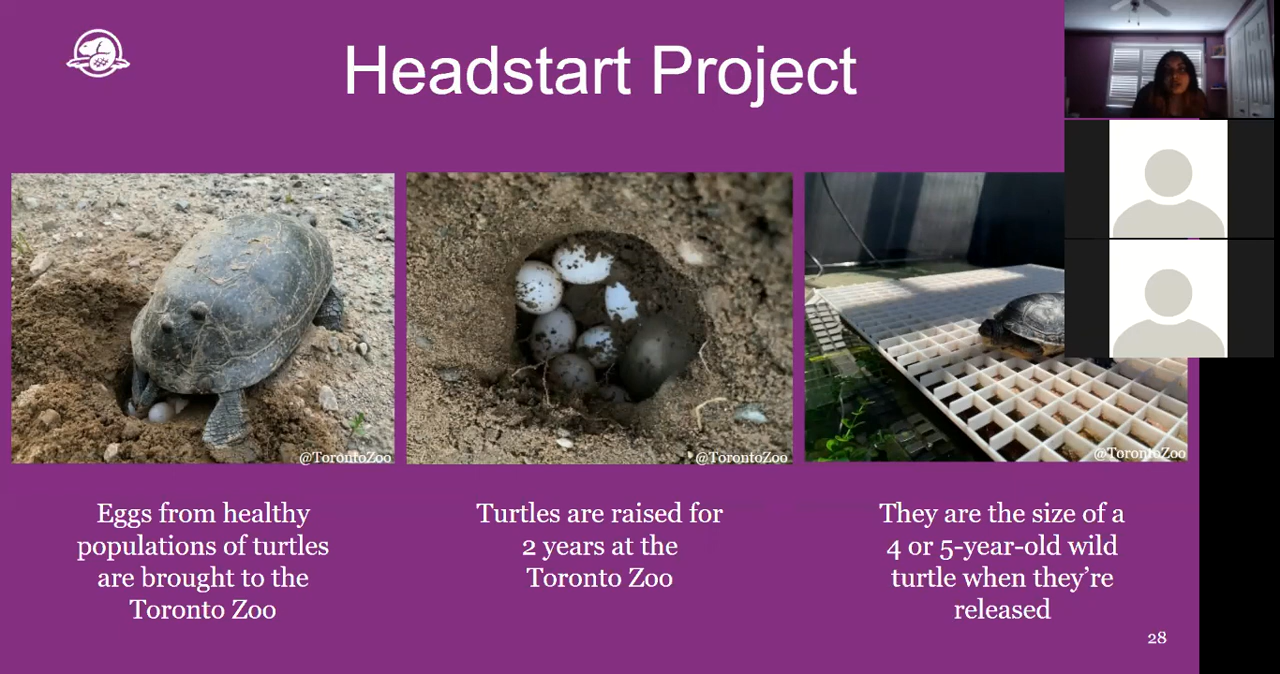 Headstart Project
@TorontoZoo
@TorontoZoo
@TorontoZoo
Eggs from healthy
populations of turtles
are brought to the
Toronto Zoo
Turtles are raised for
2 years at the
Toronto Zoo
They are the size of a
4 or 5-year-old wild
turtle when they’re
released
28